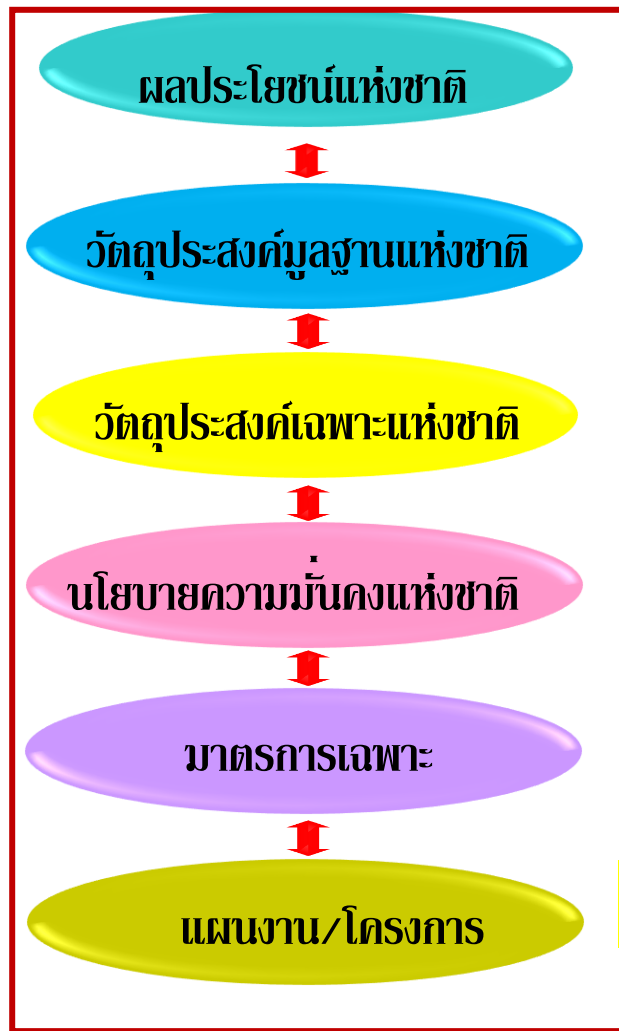 ผลประโยชน์แห่งชาติ
วัตถุประสงค์มูลฐานแห่งชาติ
วัตถุประสงค์เฉพาะแห่งชาติ
นโยบายความมั่นคงแห่งชาติ
มาตรการเฉพาะ
แผนงาน/โครงการ